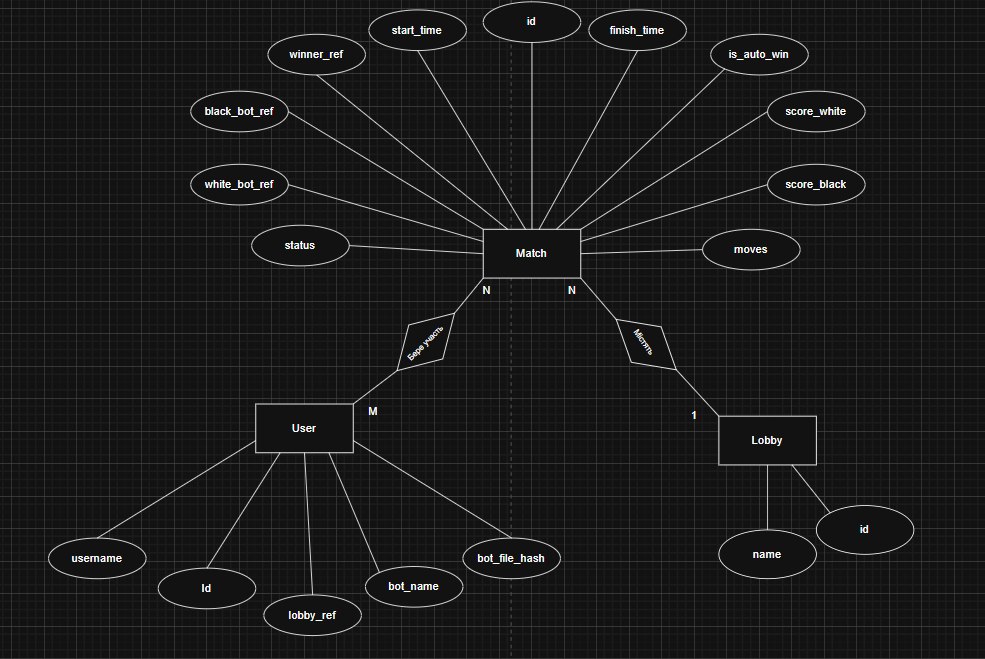 id
start_time
finish_time
winner_ref
is_auto_win
black_bot_ref
score_white
white_bot_ref
score_black
status
Match
moves
N
N
Бере участь
Містять
M
1
User
Lobby
username
Id
lobby_ref
bot_name
bot_file_hash
name
id